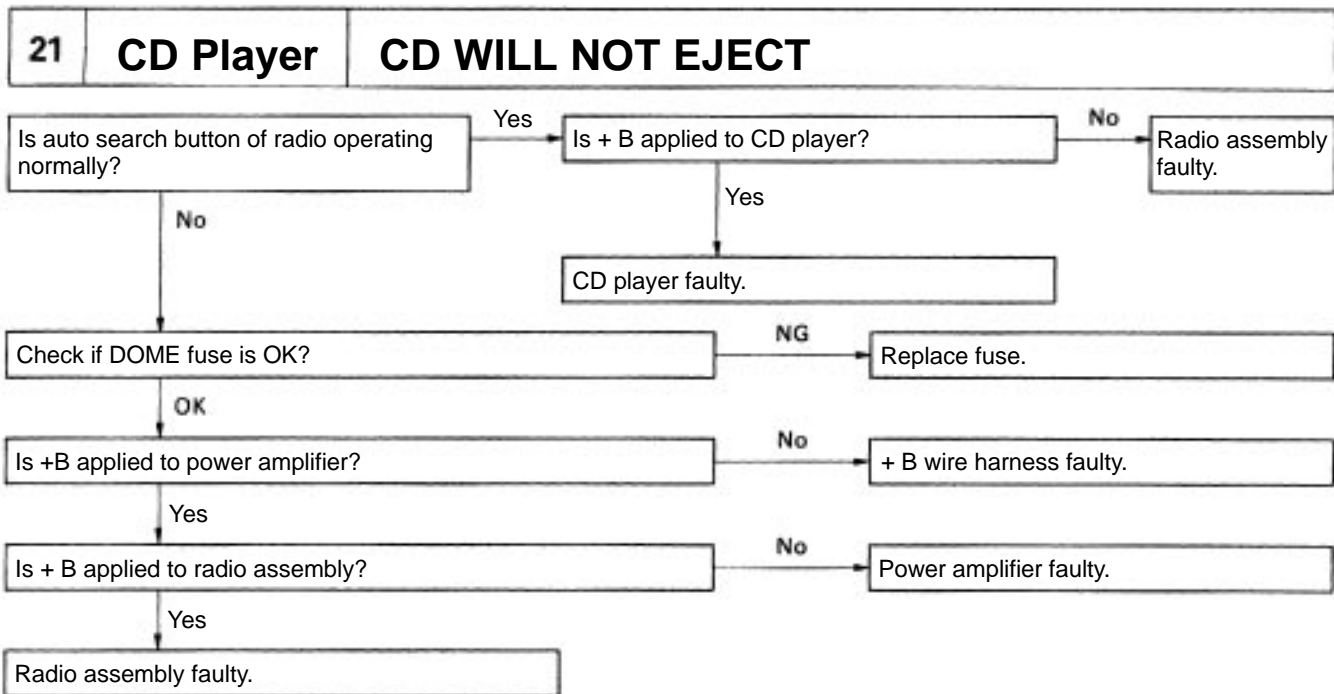 21 CD Player CD WILL NOT EJECT
Is auto search button of radio operating
normally?
Yes
Is + B applied to CD player?
No
Radio assembly
faulty.
Yes
CD player faulty.
No
Check if DOME fuse is OK?
NG
Replace fuse.
OK
Is +B applied to power amplifier?
No
+ B wire harness faulty.
Yes
Is + B applied to radio assembly?
No
Power amplifier faulty.
Yes
Radio assembly faulty.